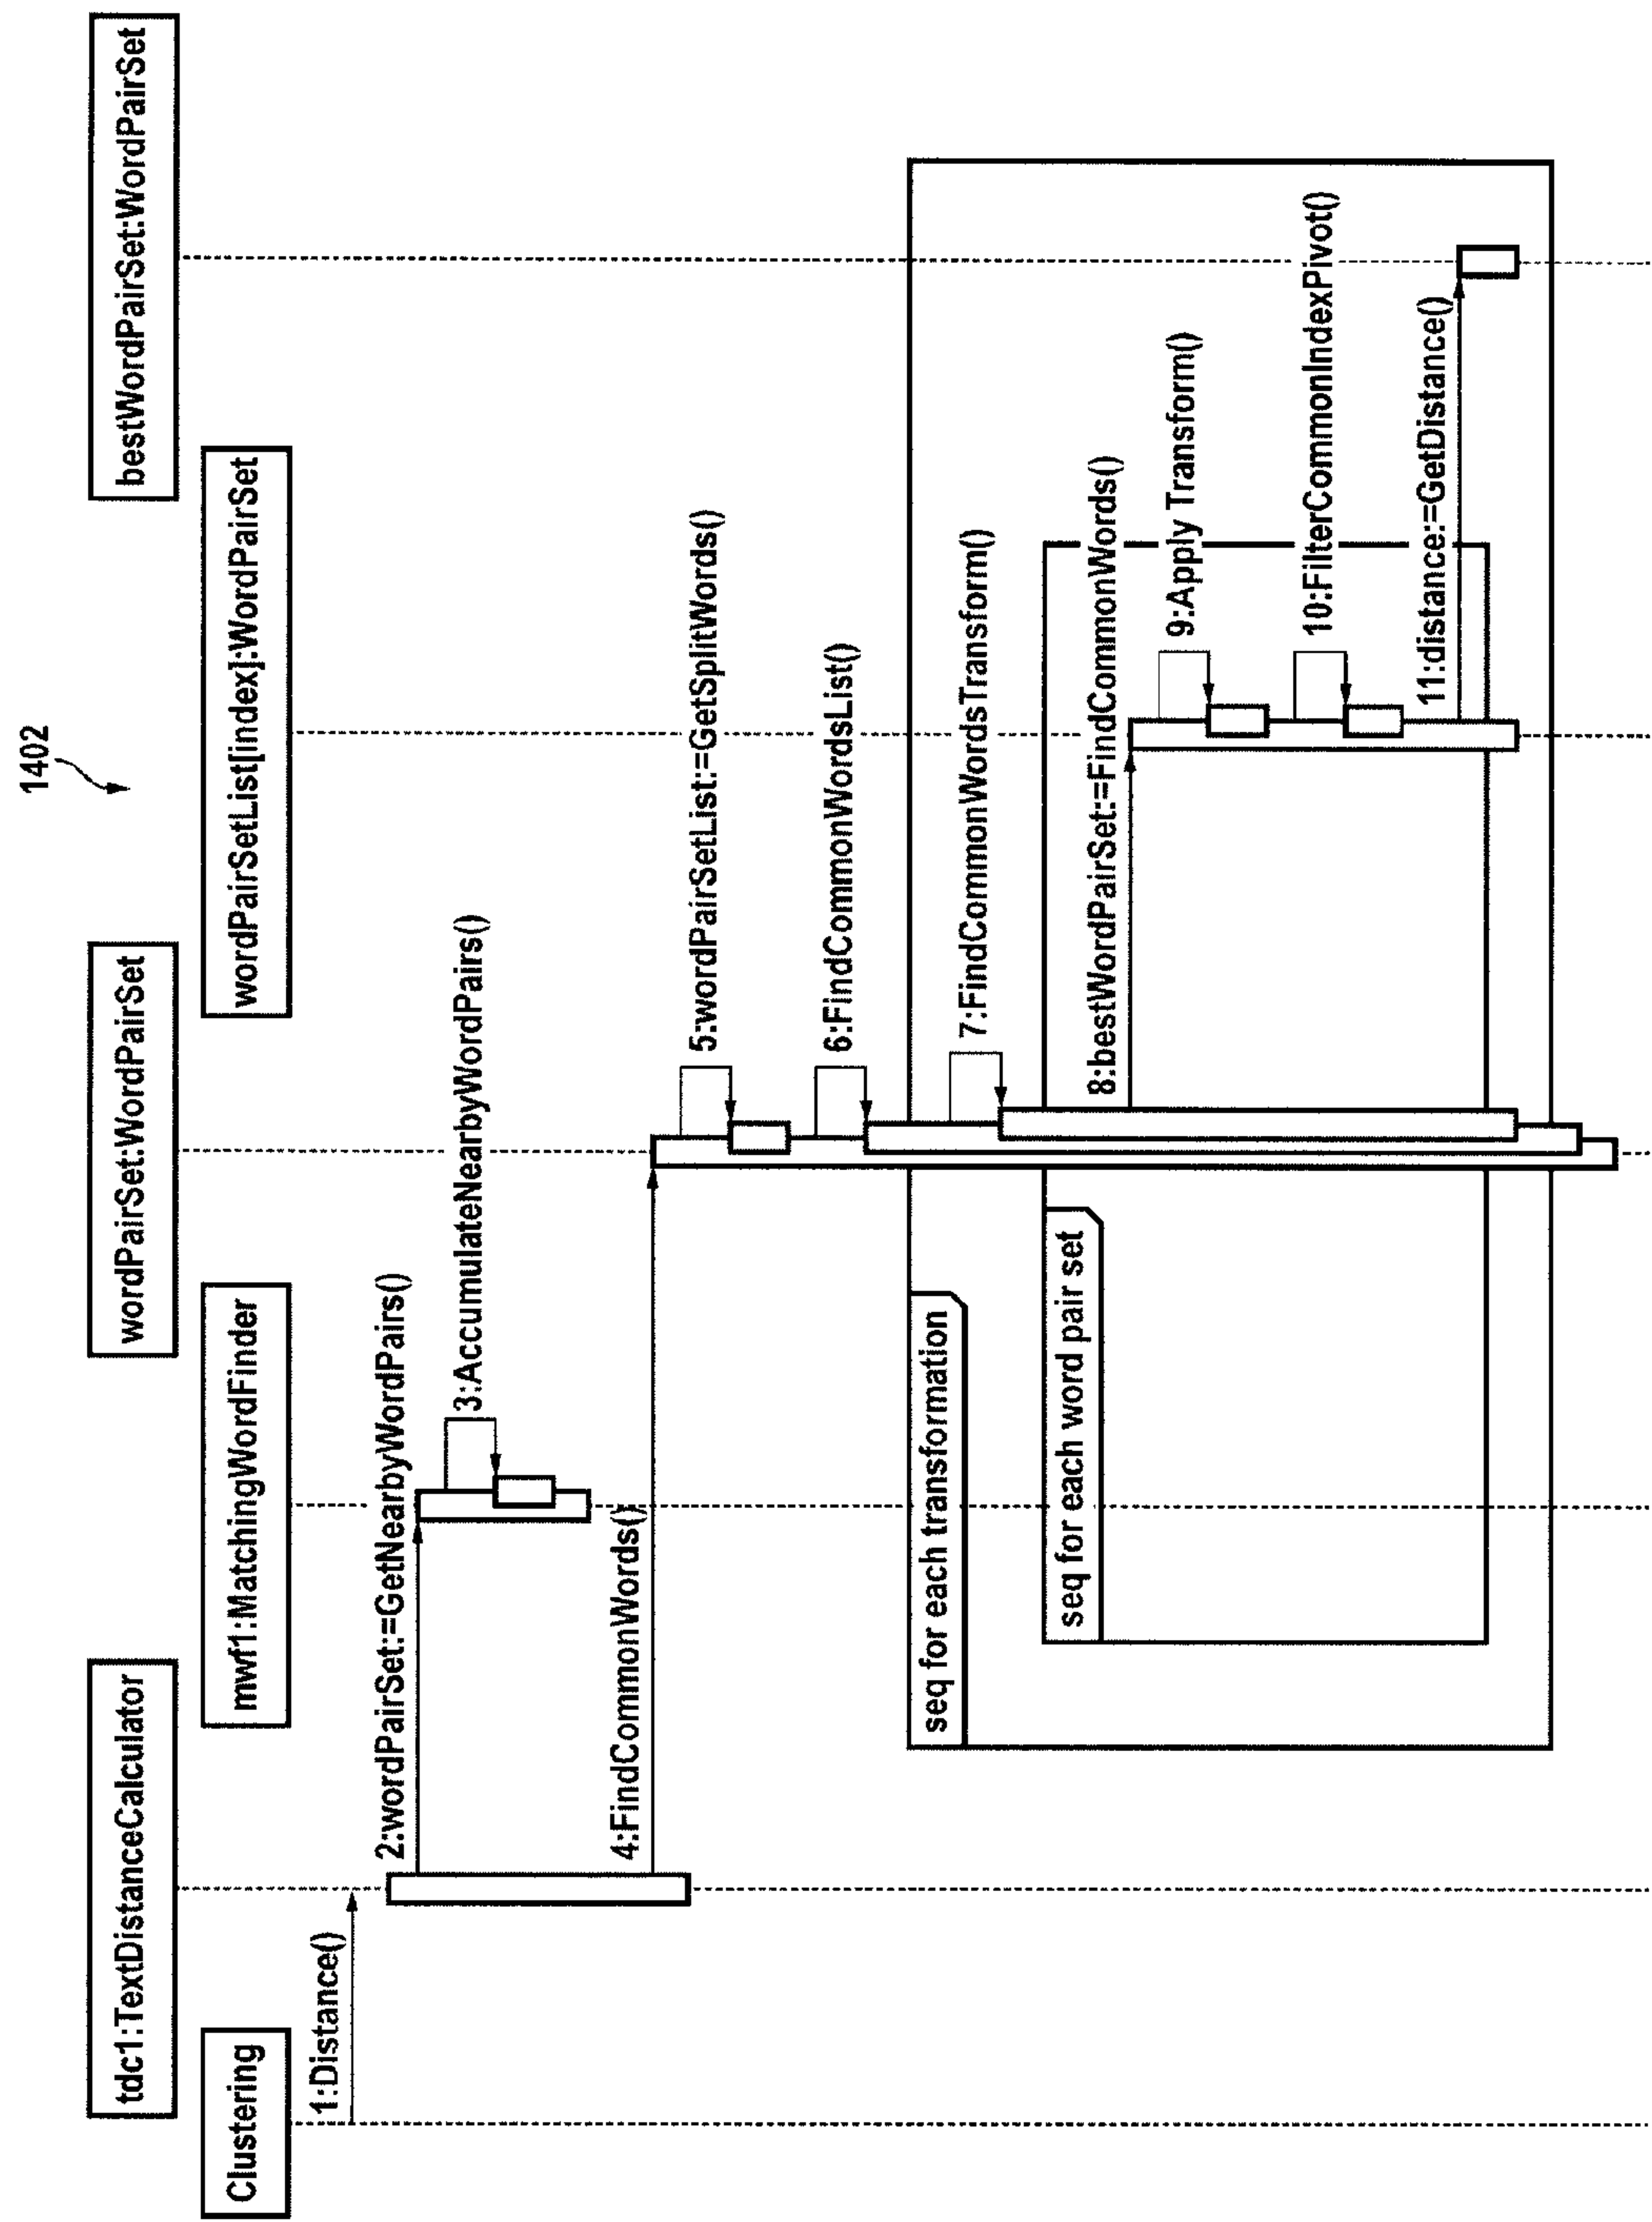 1402
Clustering
tdc1:TextDistanceCalculator
mwf1:MatchingWordFinder
wordPairSet:WordPairSet
wordPairSetList[index]:WordPairSet
bestWordPairSet:WordPairSet
1:Distance()
2:wordPairSet:=GetNearbyWordPairs()
3:AccumulateNearbyWordPairs()
4:FindCommonWords()
5:wordPairSetList:=GetSplitWords()
6:FindCommonWordsList()
seq for each transformation
7:FindCommonWordsTransform()
seq for each word pair set
8:bestWordPairSet:=FindCommonWords()
9:Apply Transform()
10:FilterCommonIndexPivot()
11:distance:=GetDistance()